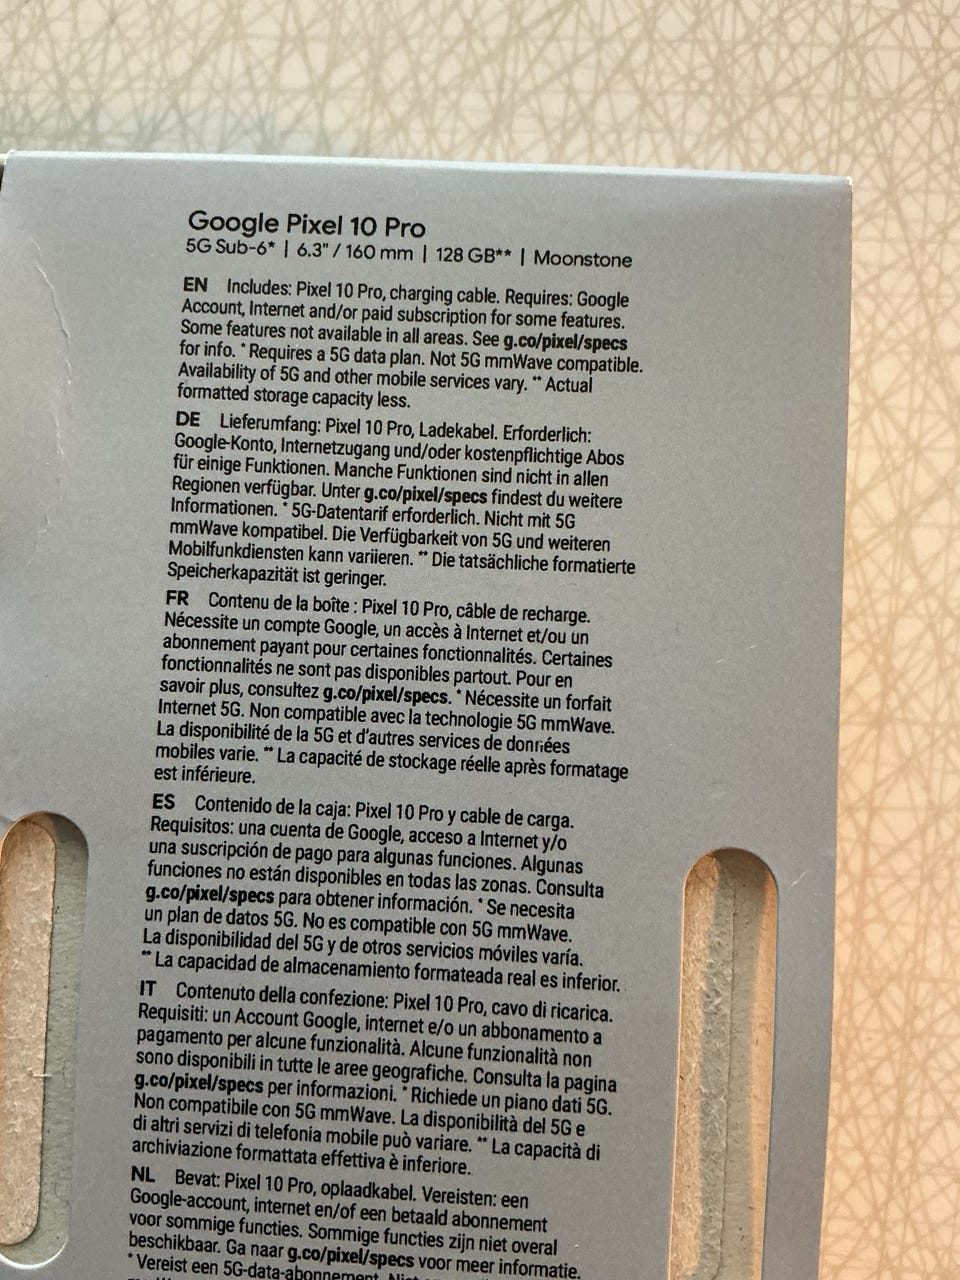 Google Pixel 10 Pro
5G Sub-6* | 6.3" / 160 mm | 128 GB** | Moonstone
EN Includes: Pixel 10 Pro, charging cable. Requires: Google
Account, Internet and/or paid subscription for some features.
Some features not available in all areas. See g.co/pixel/specs
for info. * Requires a 5G data plan. Not 5G mmWave compatible.
Availability of 5G and other mobile services vary. ** Actual
formatted storage capacity less.
DE Lieferumfang: Pixel 10 Pro, Ladekabel. Erforderlich:
Google-Konto, Internetzugang und/oder kostenpflichtige Abos
für einige Funktionen. Manche Funktionen sind nicht in allen
Regionen verfügbar. Unter g.co/pixel/specs findest du weitere
Informationen. * 5G-Datentarif erforderlich. Nicht mit 5G
mmWave kompatibel. Die Verfügbarkeit von 5G und weiteren
Mobilfunkdiensten kann variieren. ** Die tatsächliche formatierte
Speicherkapazität ist geringer.
FR Contenu de la boîte : Pixel 10 Pro, câble de recharge.
Nécessite un compte Google, un accès à Internet et/ou un
abonnement payant pour certaines fonctionnalités. Certaines
fonctionnalités ne sont pas disponibles partout. Pour en
savoir plus, consultez g.co/pixel/specs. * Nécessite un forfait
Internet 5G. Non compatible avec la technologie 5G mmWave.
La disponibilité de la 5G et d'autres services de données
mobiles varie. ** La capacité de stockage réelle après formatage
est inférieure.
ES Contenido de la caja: Pixel 10 Pro y cable de carga.
Requisitos: una cuenta de Google, acceso a Internet y/o
una suscripción de pago para algunas funciones. Algunas
funciones no están disponibles en todas las zonas. Consulta
g.co/pixel/specs para obtener información. * Se necesita
un plan de datos 5G. No es compatible con 5G mmWave.
La disponibilidad del 5G y de otros servicios móviles varía.
** La capacidad de almacenamiento formateada real es inferior.
IT Contenuto della confezione: Pixel 10 Pro, cavo di ricarica.
Requisiti: un Account Google, internet e/o un abbonamento a
pagamento per alcune funzionalità. Alcune funzionalità non
sono disponibili in tutte le aree geografiche. Consulta la pagina
g.co/pixel/specs per informazioni. * Richiede un piano dati 5G.
Non compatibile con 5G mmWave. La disponibilità del 5G e
di altri servizi di telefonia mobile può variare. ** La capacità di
archiviazione formattata effettiva è inferiore.
NL Bevat: Pixel 10 Pro, oplaadkabel. Vereisten: een
Google-account, internet en/of een betaald abonnement
voor sommige functies. Sommige functies zijn niet overal
beschikbaar. Ga naar g.co/pixel/specs voor meer informatie.
* Vereist een 5G-data-abonnement.